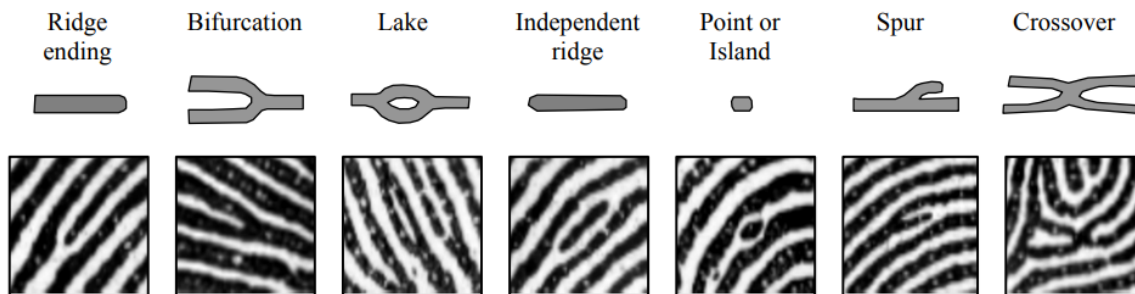 Ridge
ending
Bifurcation
Lake
Independent
ridge
Point or
Island
Spur
Crossover